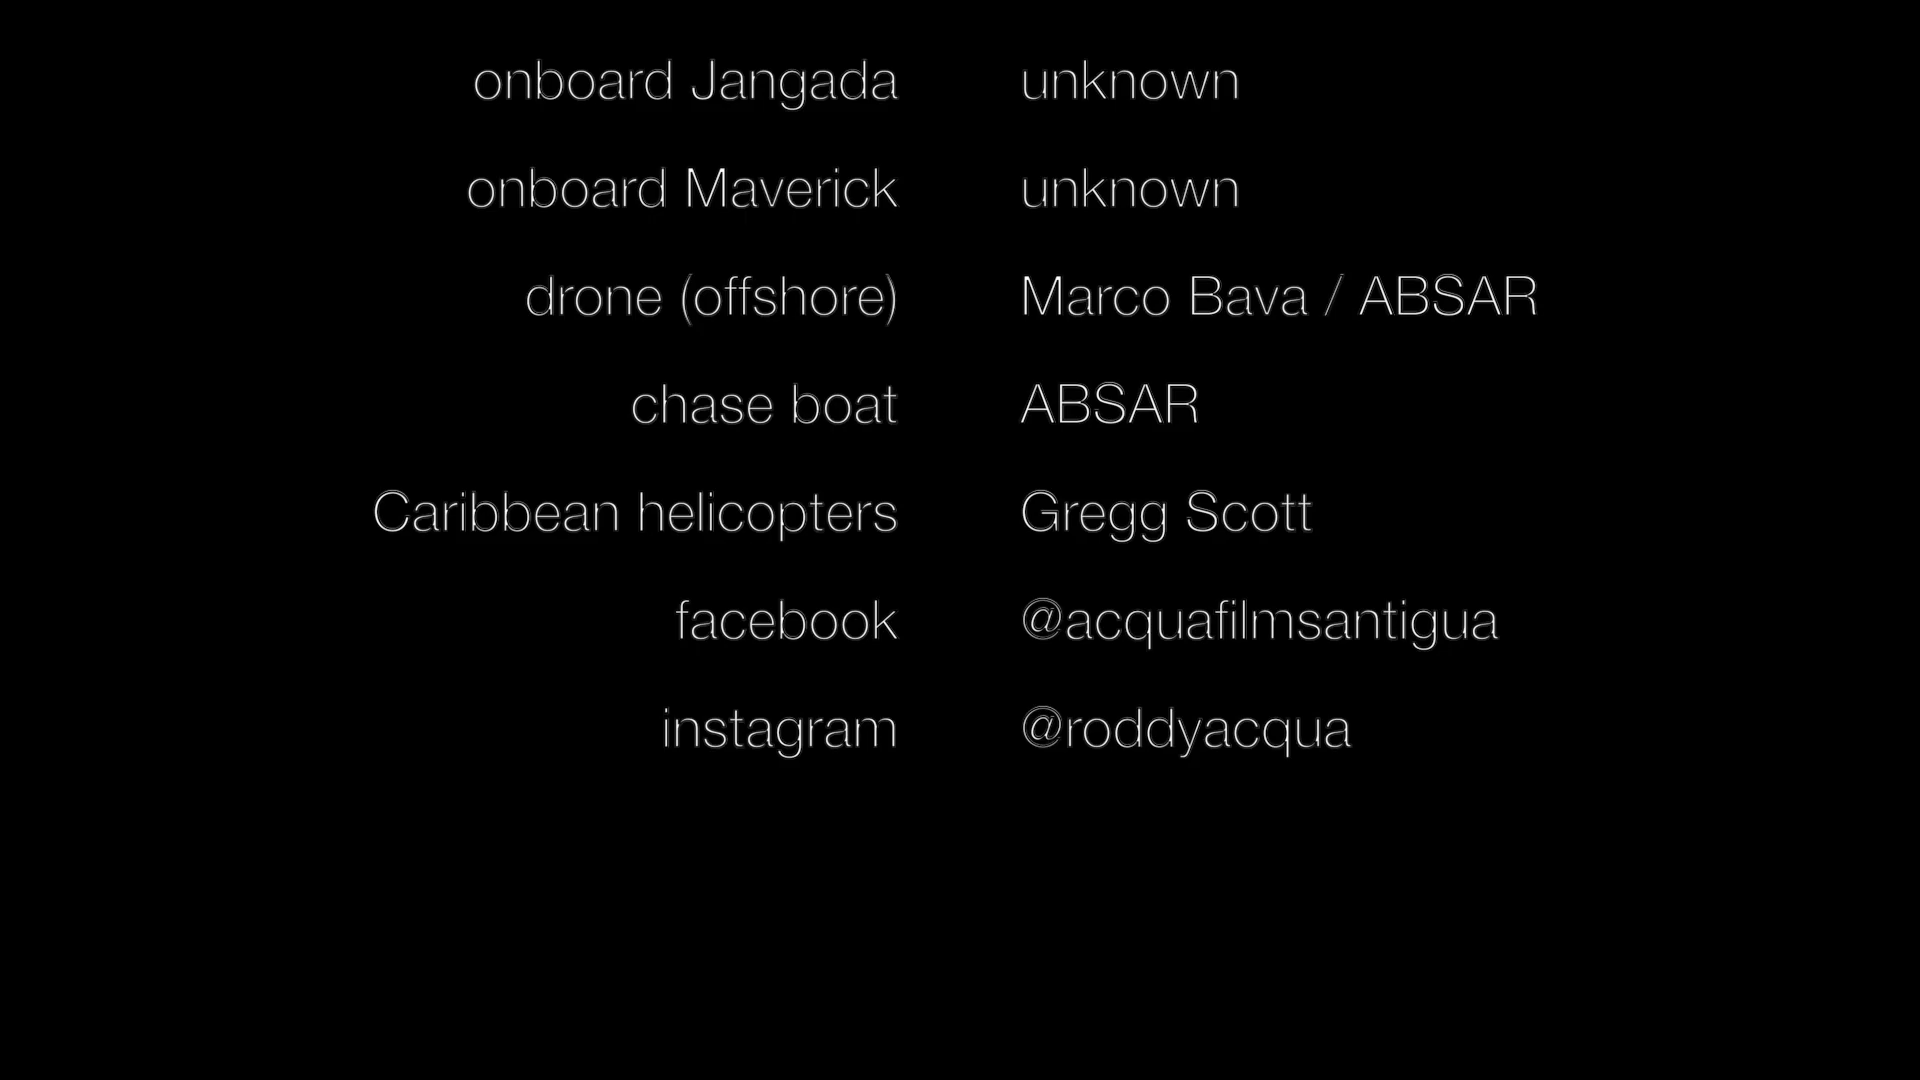 onboard Jangada unknown
onboard Maverick unknown
drone (offshore) Marco Bava / ABSAR
chase boat ABSAR
Caribbean helicopters Gregg Scott
facebook @acquafilmsantigua
instagram @roddyacqua